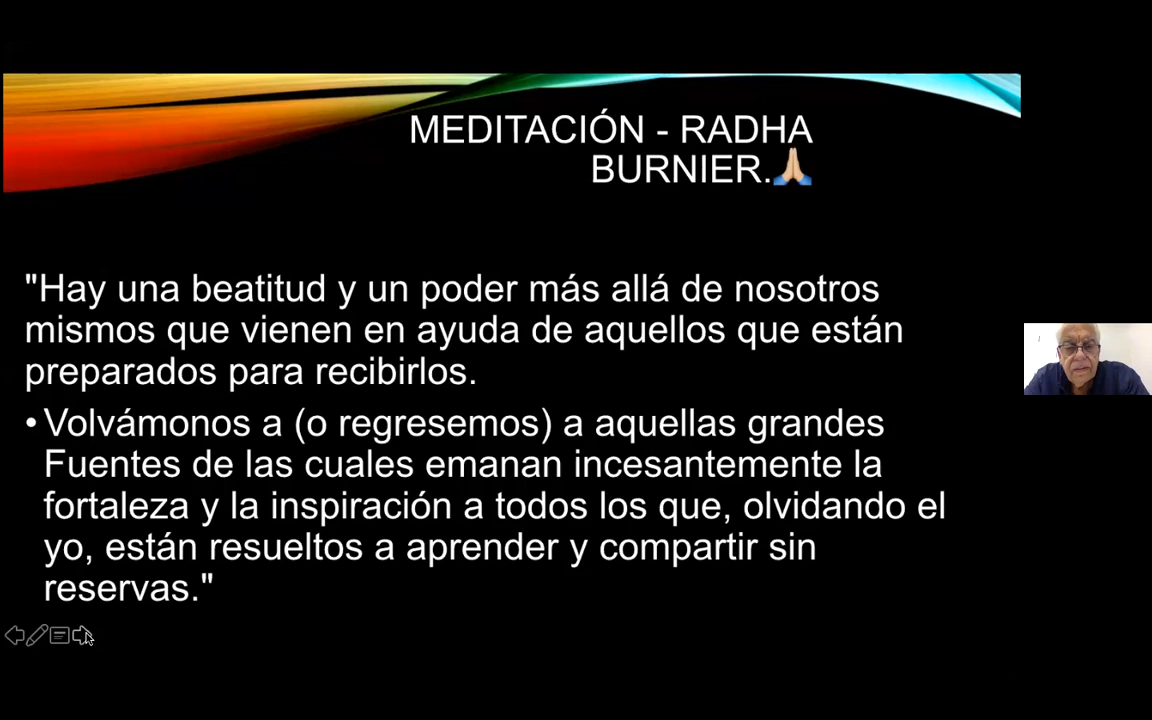 MEDITACIÓN - RADHA
BURNIER.🙏🏼
"Hay una beatitud y un poder más allá de nosotros
mismos que vienen en ayuda de aquellos que están
preparados para recibirlos.
• Volvámonos a (o regresemos) a aquellas grandes
Fuentes de las cuales emanan incesantemente la
fortaleza y la inspiración a todos los que, olvidando el
yo, están resueltos a aprender y compartir sin
reservas."